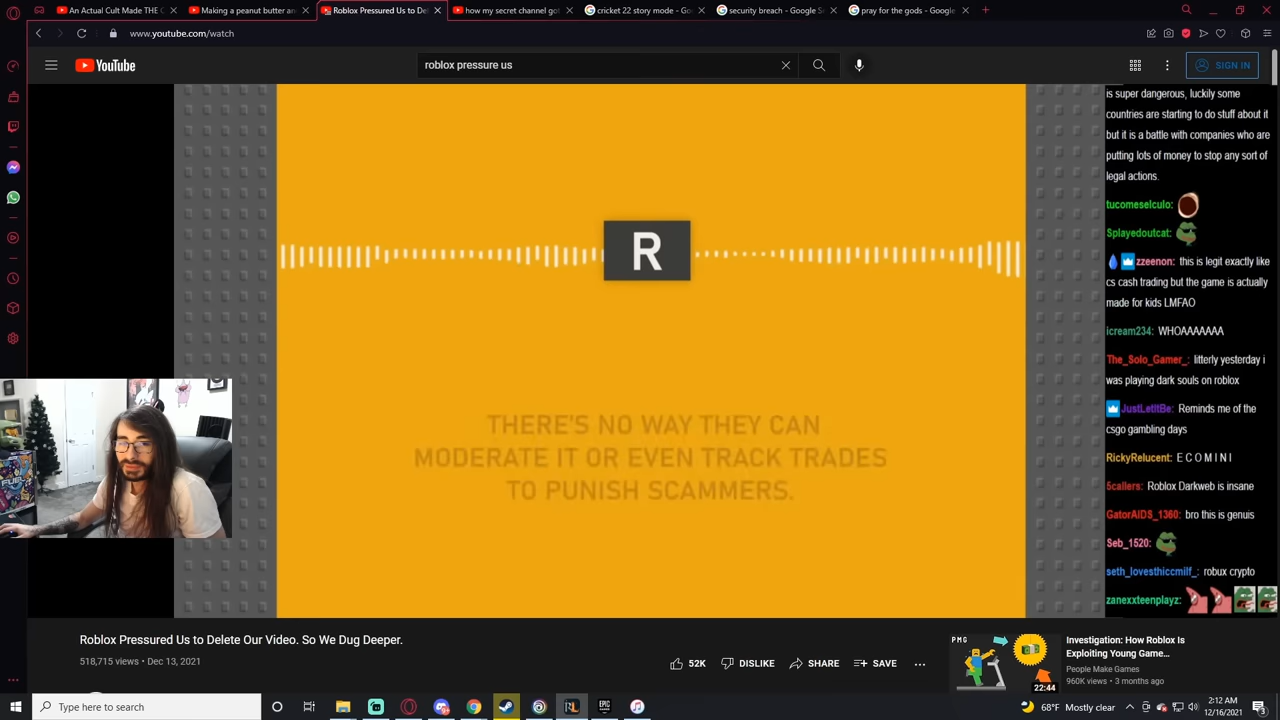 An Actual Cult Made THE C
Making a peanut butter an
Roblox Pressured Us to Del
how my secret channel got
cricket 22 story mode - Goo
security breach - Google Se
pray for the gods - Google
www.youtube.com/watch
YouTube
roblox pressure us
SIGN IN
R
THERE'S NO WAY THEY CAN
MODERATE IT OR EVEN TRACK TRADES
TO PUNISH SCAMMERS.
is super dangerous, luckily some
countries are starting to do stuff about it
but it is a battle with companies who are
putting lots of money to stop any sort of
legal actions.
tucomeselculo:
Splayedoutcat:
zzeenon: this is legit exactly like
cs cash trading but the game is actually
made for kids LMFAO
icream234: WHOAAAAAAA
The_Solo_Gamer_: litterly yesterday i
was playing dark souls on roblox
JustLetItBe: Reminds me of the
csgo gambling days
RickyRelucent: E C O M I N I
5callers: Roblox Darkweb is insane
GatorAIDS_1360: bro this is genuis
Seb_1520:
seth_lovesthiccmilf_: robux crypto
zanexxteenplayz:
Roblox Pressured Us to Delete Our Video. So We Dug Deeper.
518,715 views • Dec 13, 2021
52K
DISLIKE
SHARE
SAVE
PMG
22:44
Investigation: How Roblox Is
Exploiting Young Game...
People Make Games
960K views • 3 months ago
Type here to search
EPIC
68°F Mostly clear
2:12 AM
12/16/2021
3